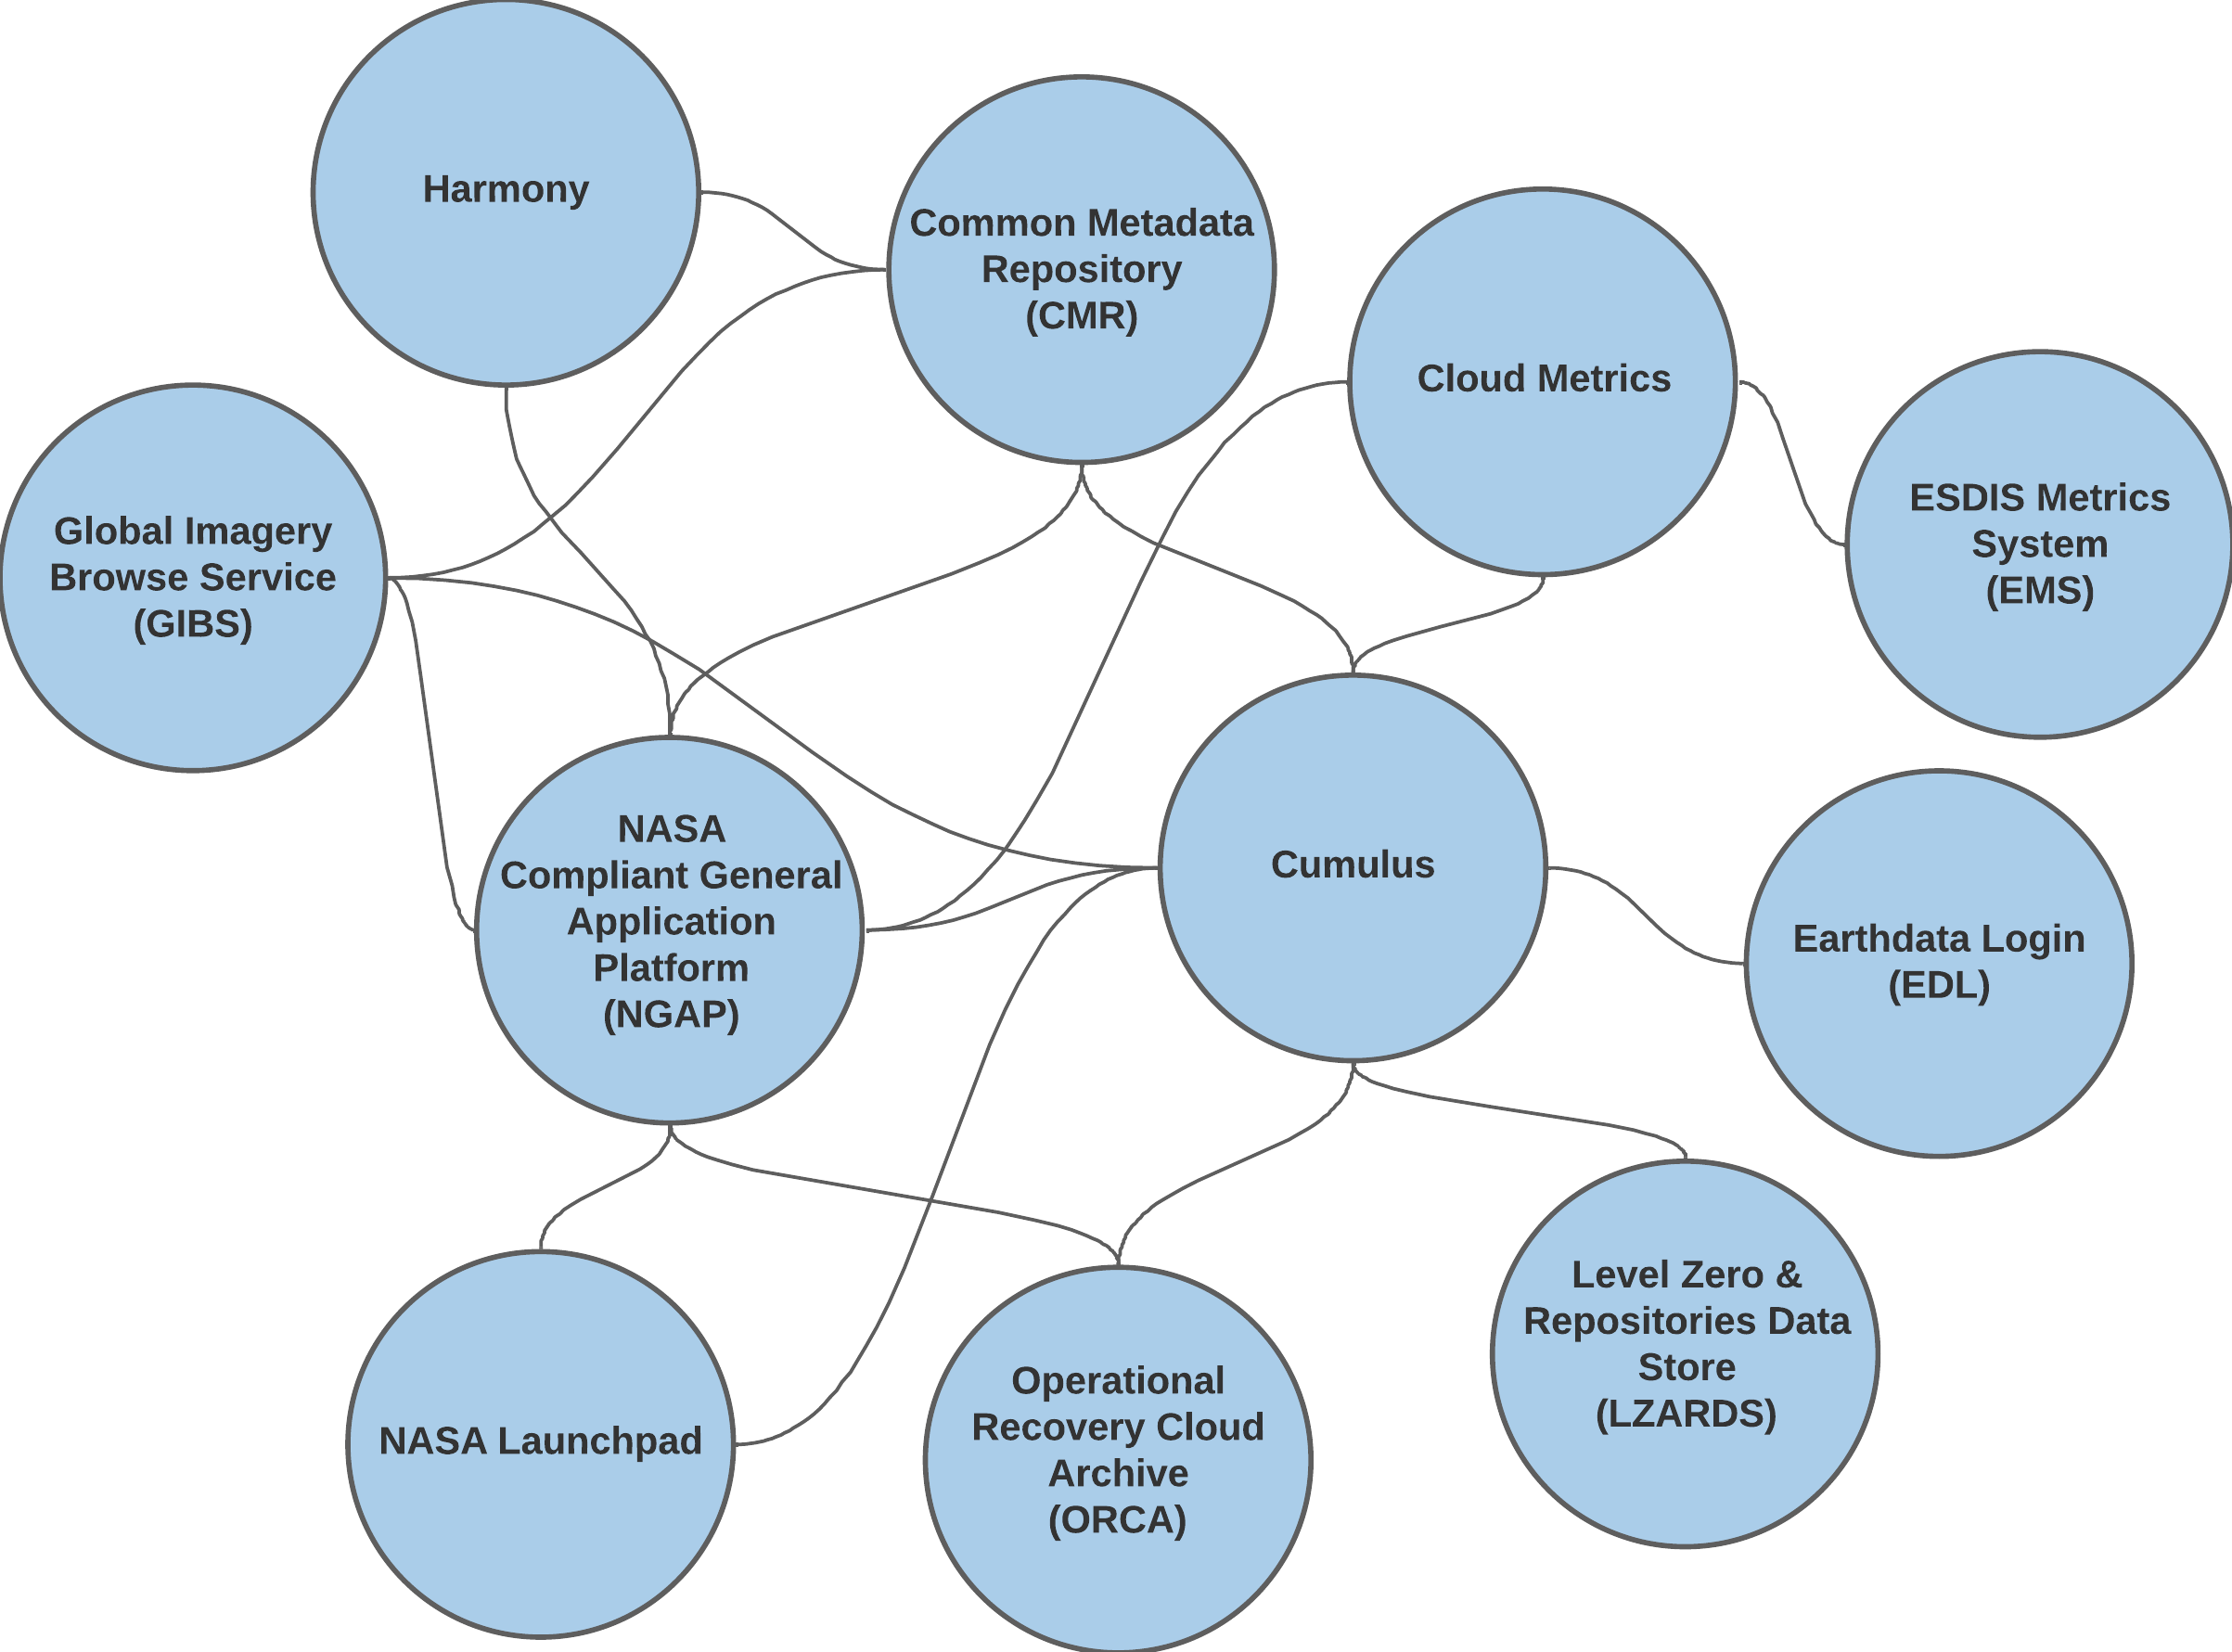 Harmony
Common Metadata
Repository
(CMR)
Cloud Metrics
ESDIS Metrics
System
(EMS)
Global Imagery
Browse Service
(GIBS)
NASA
Compliant General
Application
Platform
(NGAP)
Cumulus
Earthdata Login
(EDL)
NASA Launchpad
Operational
Recovery Cloud
Archive
(ORCA)
Level Zero &
Repositories Data
Store
(LZARDS)